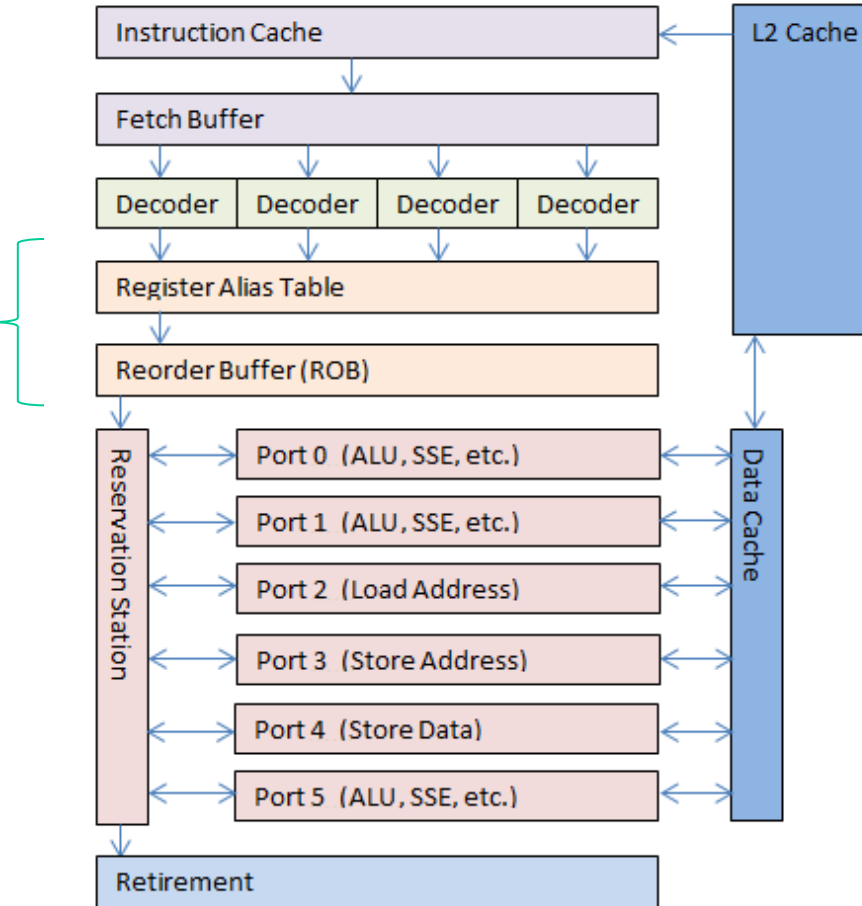 Instruction Cache
L2 Cache
Fetch Buffer
Decoder
Decoder
Decoder
Decoder
Register Alias Table
Reorder Buffer (ROB)
Reservation Station
Port 0 (ALU, SSE, etc.)
Port 1 (ALU, SSE, etc.)
Port 2 (Load Address)
Port 3 (Store Address)
Port 4 (Store Data)
Port 5 (ALU, SSE, etc.)
Data Cache
Retirement